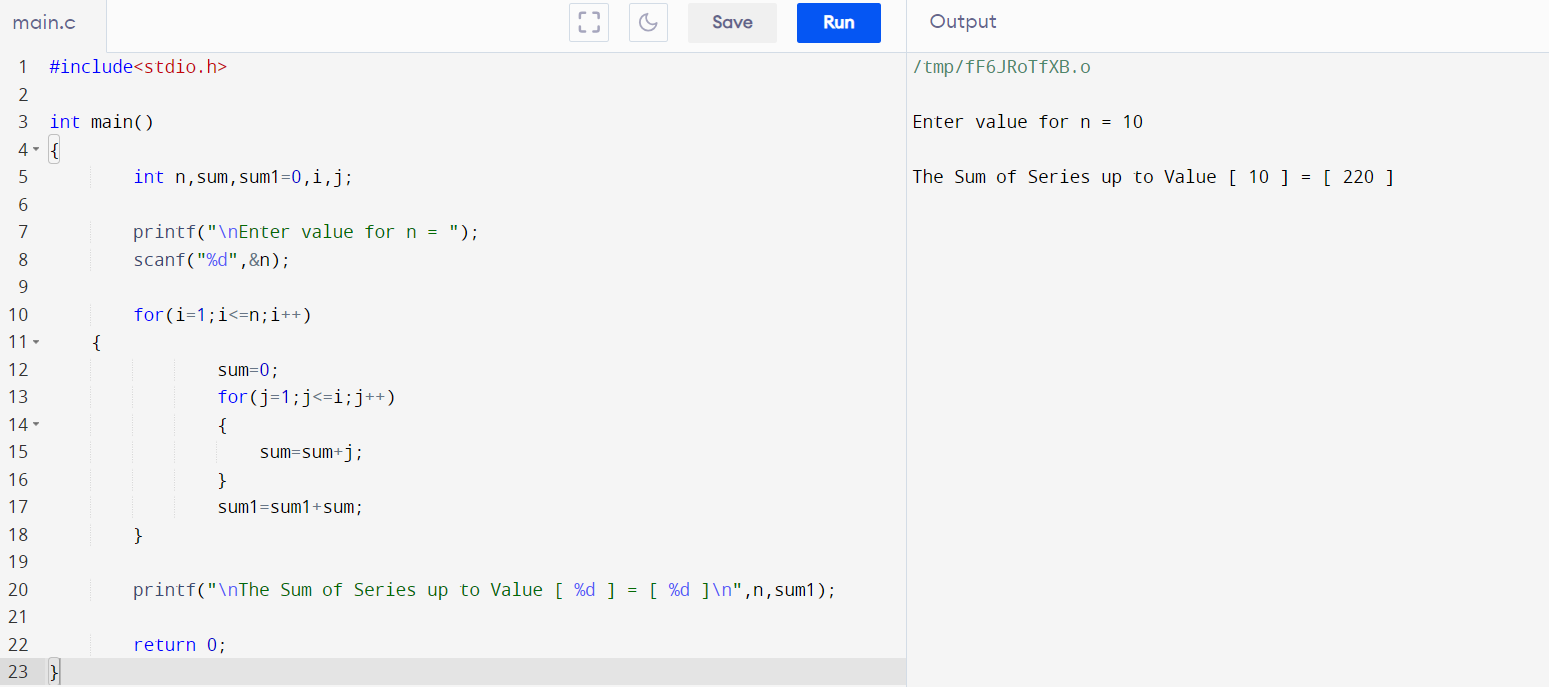 main.c
Save
Run
Output
1 #include<stdio.h>
2
3 int main()
4 {
5 int n,sum,sum1=0,i,j;
6
7 printf("\nEnter value for n = ");
8 scanf("%d",&n);
9
10 for(i=1;i<=n;i++)
11 {
12 sum=0;
13 for(j=1;j<=i;j++)
14 {
15 sum=sum+j;
16 }
17 sum1=sum1+sum;
18 }
19
20 printf("\nThe Sum of Series up to Value [ %d ] = [ %d ]\n",n,sum1);
21
22 return 0;
23 }
/tmp/fF6JRoTfXB.o
Enter value for n = 10
The Sum of Series up to Value [ 10 ] = [ 220 ]